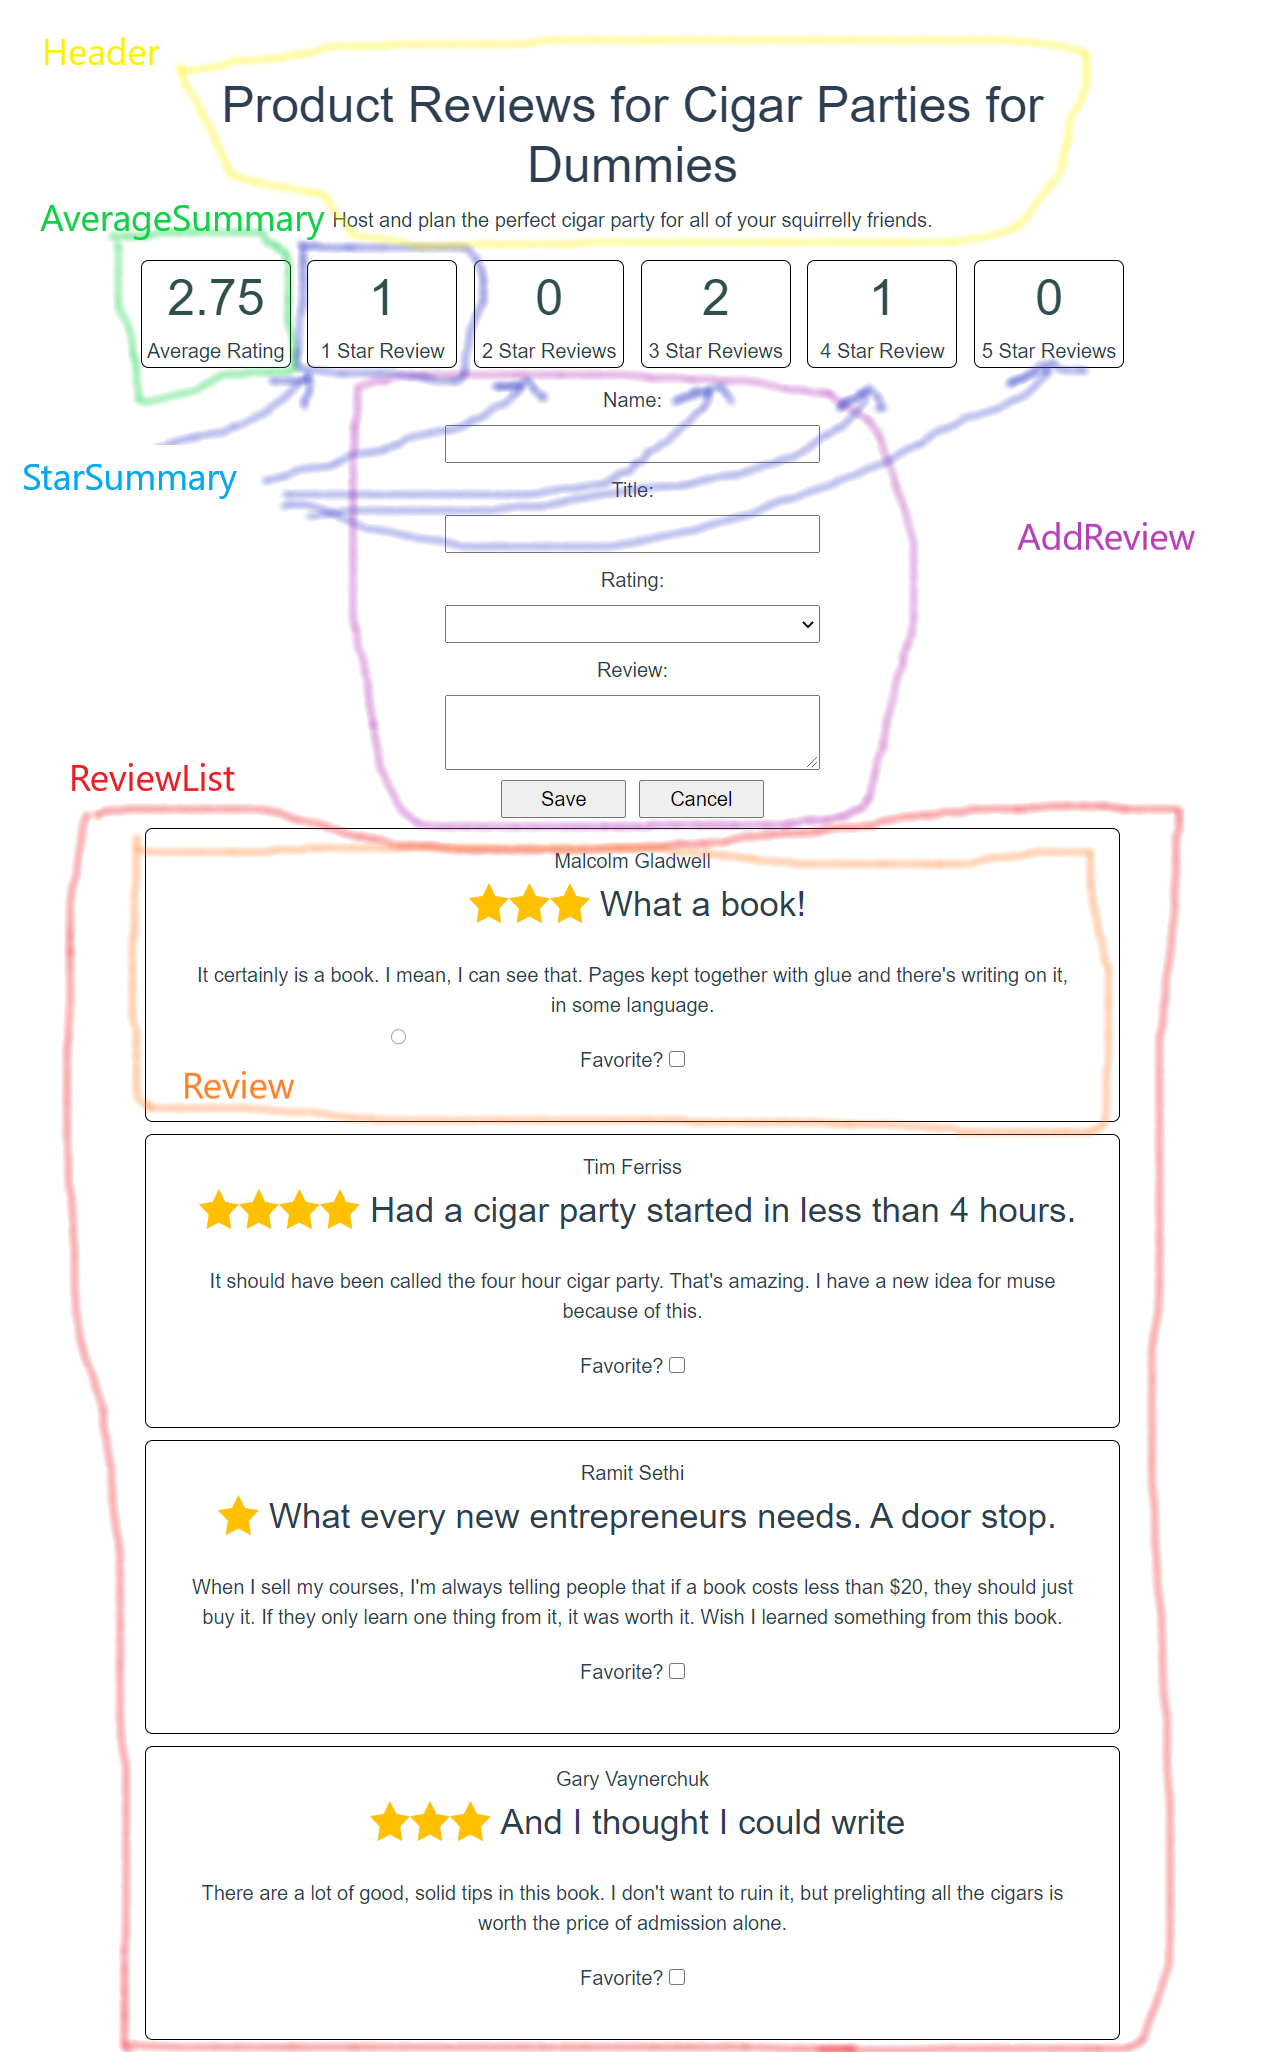 Header
Product Reviews for Cigar Parties for
Dummies
AverageSummary
Host and plan the perfect cigar party for all of your squirrelly friends.
2.75
Average Rating
1
1 Star Review
0
2 Star Reviews
2
3 Star Reviews
1
4 Star Review
0
5 Star Reviews
Name:
StarSummary
Title:
AddReview
Rating:
Review:
ReviewList
Save
Cancel
Malcolm Gladwell
What a book!
It certainly is a book. I mean, I can see that. Pages kept together with glue and there's writing on it,
in some language.
Favorite?
Review
Tim Ferriss
Had a cigar party started in less than 4 hours.
It should have been called the four hour cigar party. That's amazing. I have a new idea for muse
because of this.
Favorite?
Ramit Sethi
What every new entrepreneurs needs. A door stop.
When I sell my courses, I'm always telling people that if a book costs less than $20, they should just
buy it. If they only learn one thing from it, it was worth it. Wish I learned something from this book.
Favorite?
Gary Vaynerchuk
And I thought I could write
There are a lot of good, solid tips in this book. I don't want to ruin it, but prelighting all the cigars is
worth the price of admission alone.
Favorite?